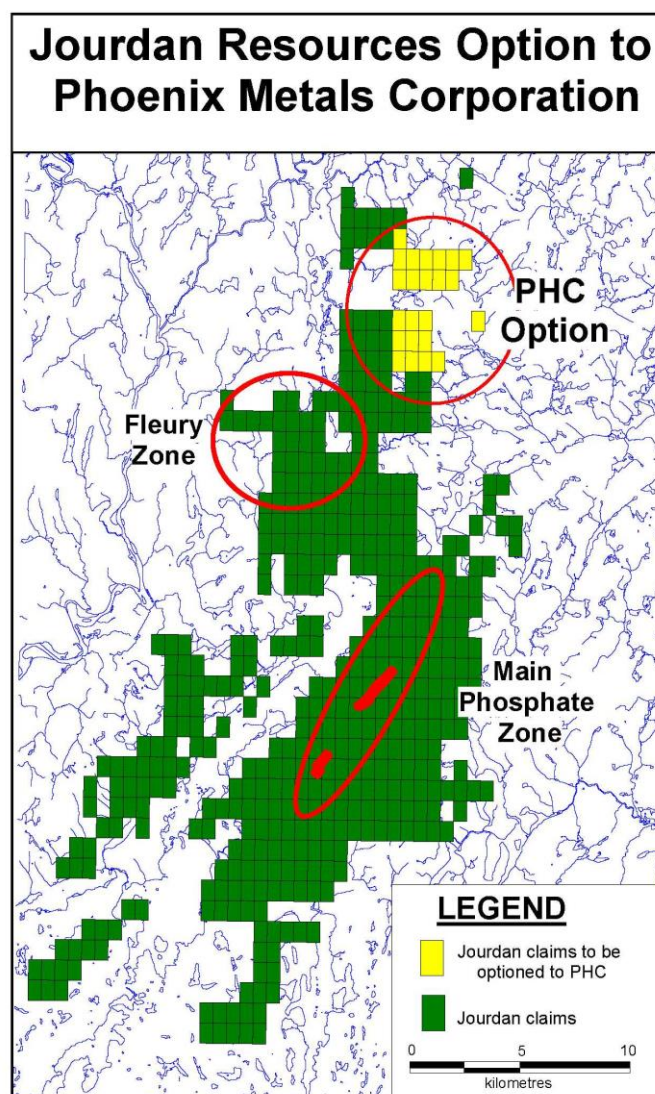 Jourdan Resources Option to
Phoenix Metals Corporation
PHC
Option
Fleury
Zone
Main
Phosphate
Zone
LEGEND
Jourdan claims to be
optioned to PHC
Jourdan claims
0 5 10
kilometres